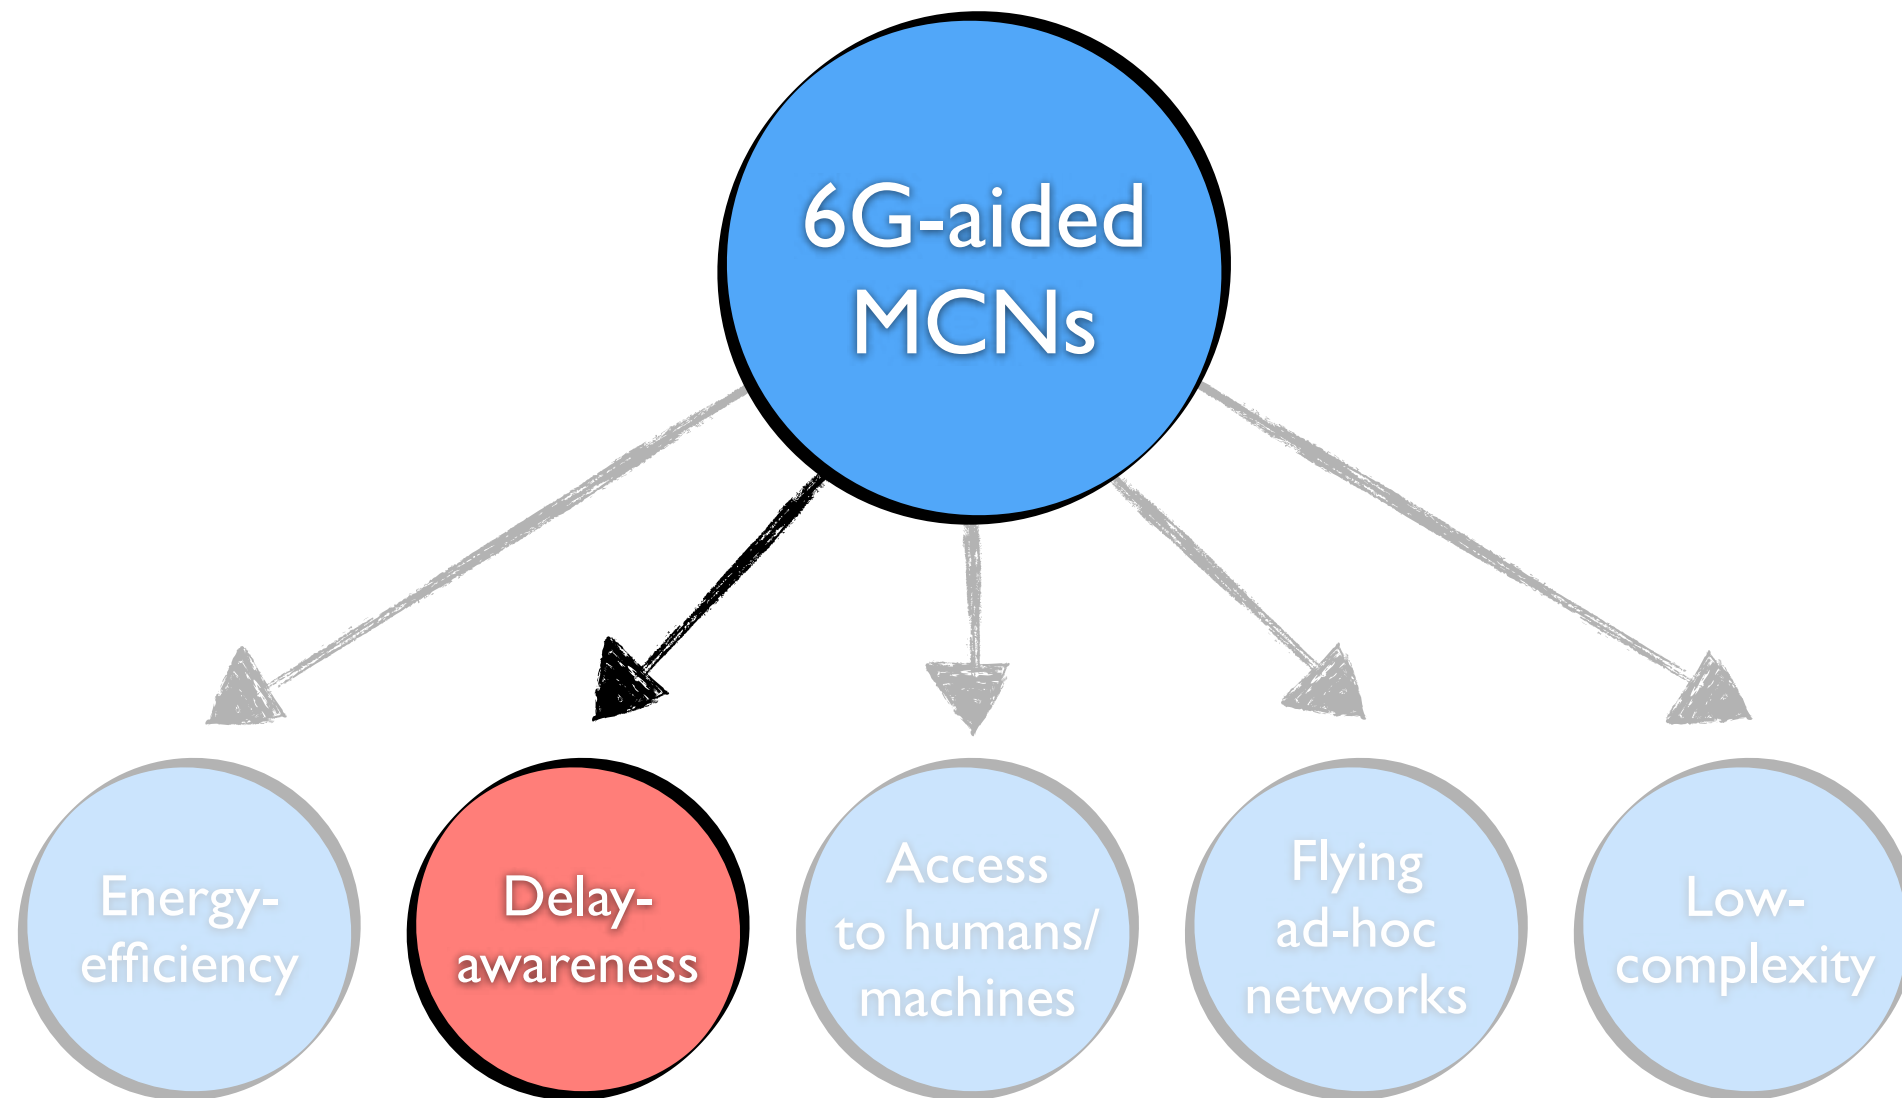 6G-aided
MCNs
Energy-
efficiency
Delay-
awareness
Access
to humans/
machines
Flying
ad-hoc
networks
Low-
complexity